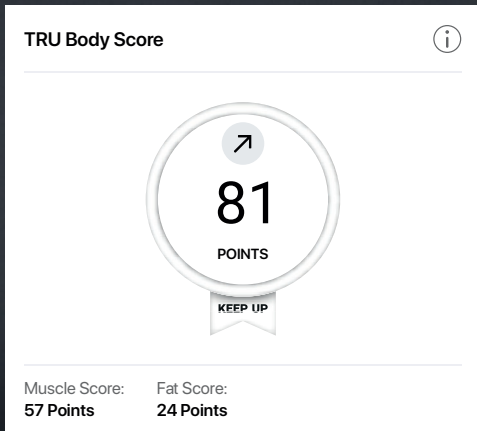 TRU Body Score
81
POINTS
KEEP UP
Muscle Score: Fat Score:
57 Points 24 Points